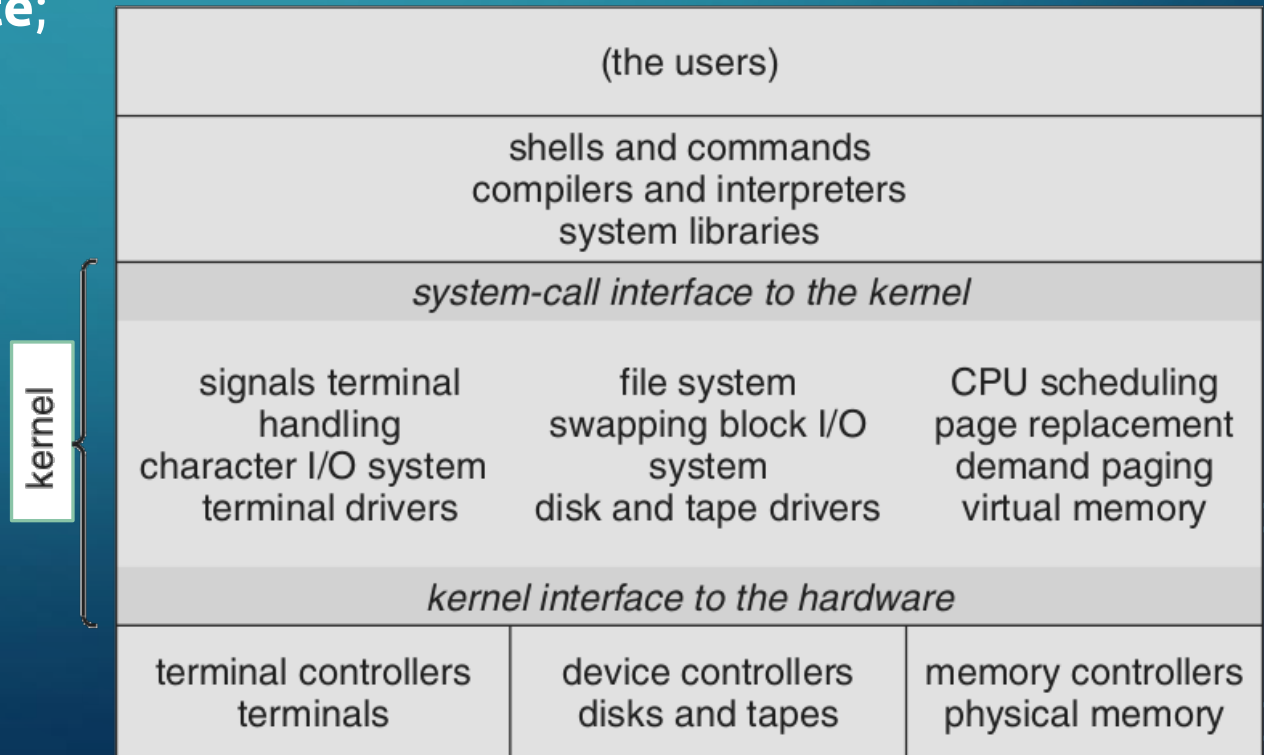 (the users)
shells and commands
compilers and interpreters
system libraries
system-call interface to the kernel
kernel
signals terminal
handling
character I/O system
terminal drivers
file system
swapping block I/O
system
disk and tape drivers
CPU scheduling
page replacement
demand paging
virtual memory
kernel interface to the hardware
terminal controllers
terminals
device controllers
disks and tapes
memory controllers
physical memory